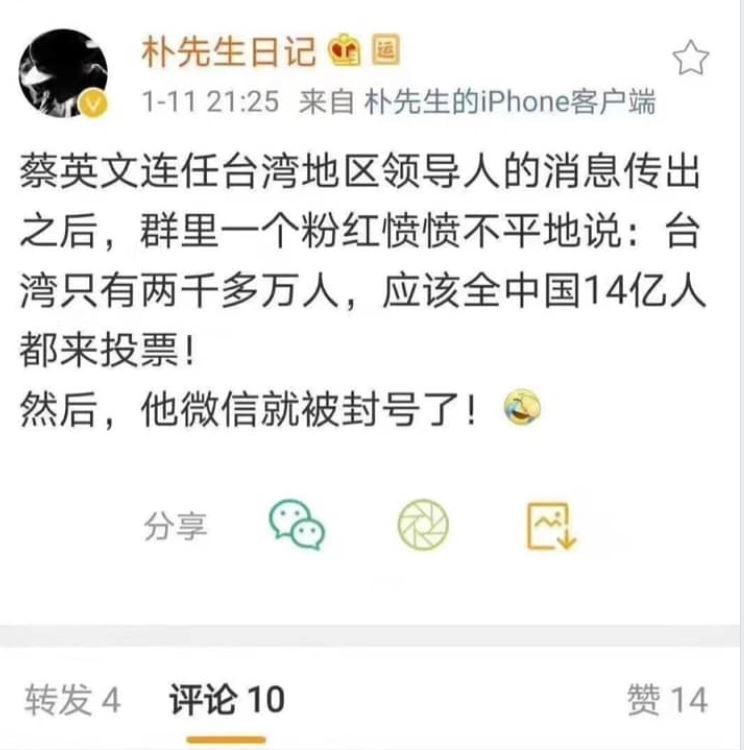 朴先生日记 运
1-11 21:25 来自 朴先生的iPhone客户端
蔡英文连任台湾地区领导人的消息传出
之后，群里一个粉红愤愤不平地说：台
湾只有两千多万人，应该全中国14亿人
都来投票！
然后，他微信就被封号了！
分享
转发 4 评论 10 赞 14